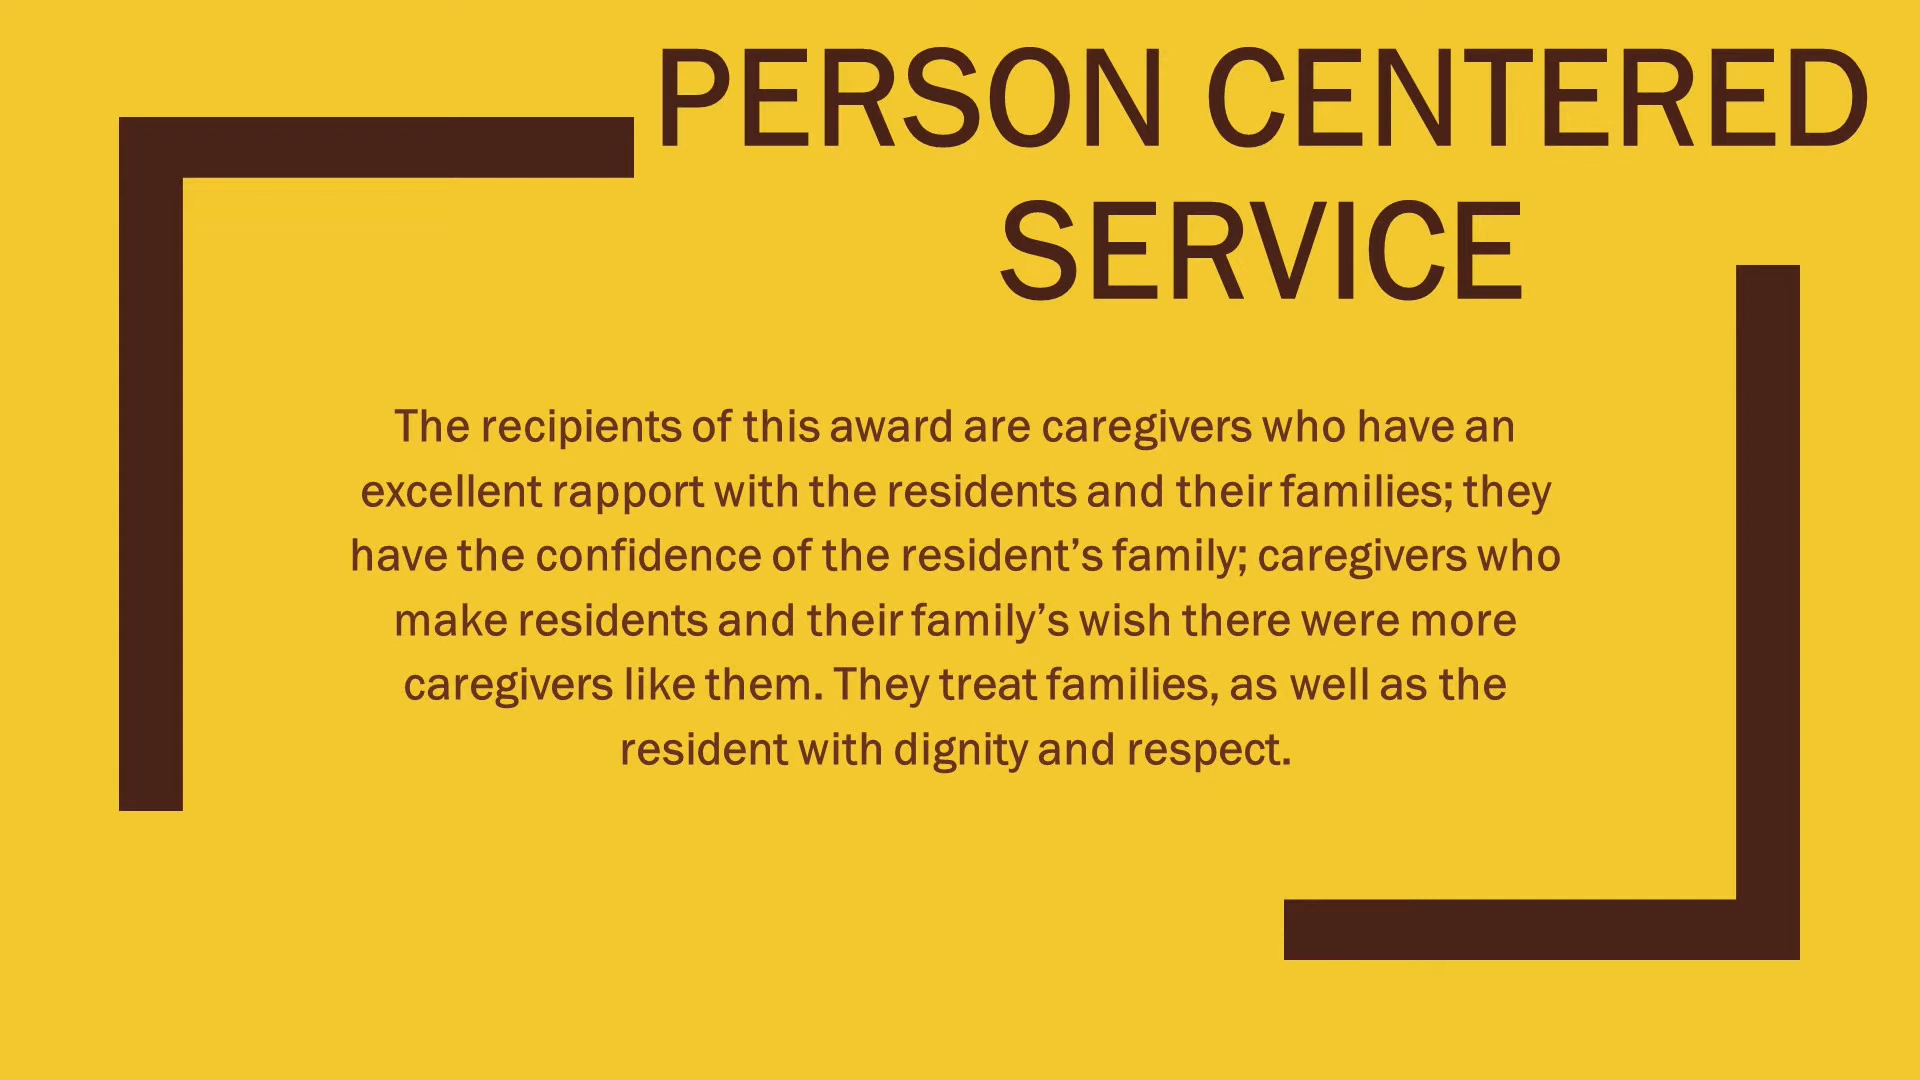 PERSON CENTERED
SERVICE
The recipients of this award are caregivers who have an
excellent rapport with the residents and their families; they
have the confidence of the resident’s family; caregivers who
make residents and their family’s wish there were more
caregivers like them. They treat families, as well as the
resident with dignity and respect.